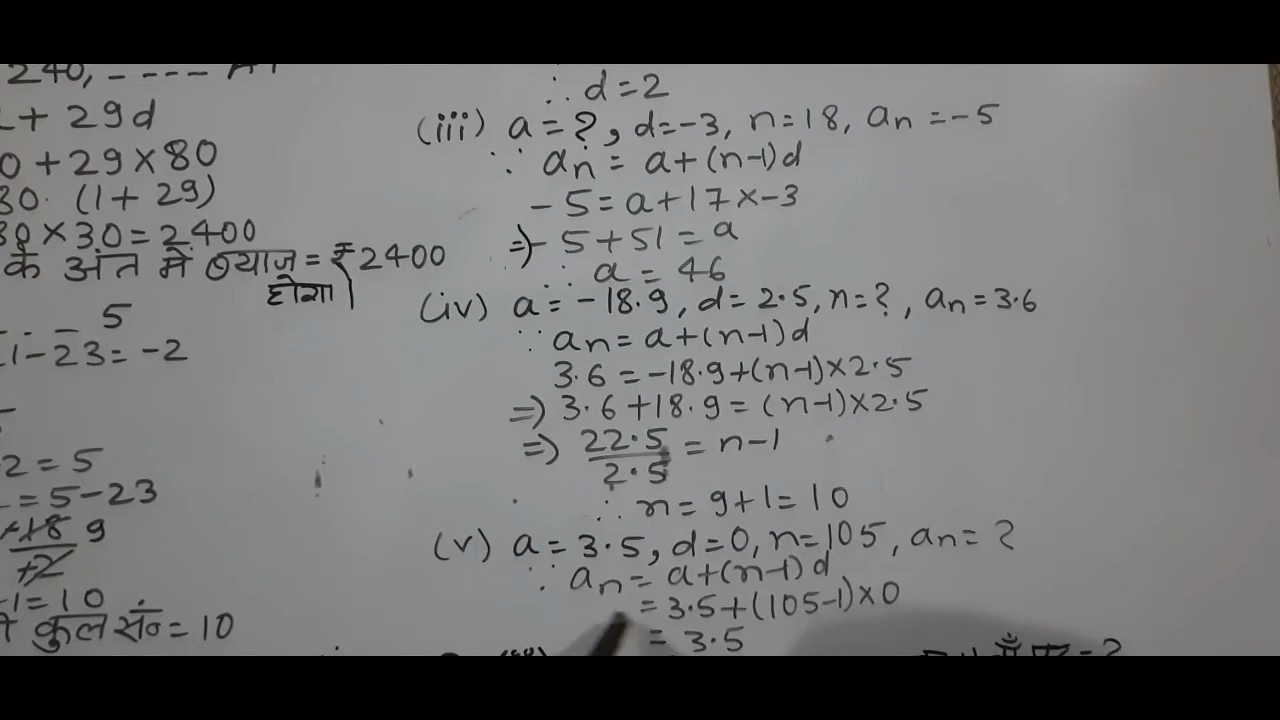 240, - - - - -
+ 29d
0 + 29 × 80
30. (1 + 29)
× 30 = 2400
के अंत में ब्याज = ₹2400
होगा।
5
1 - 23 = -2
2 = 5
= 5 - 23
+18 9
+2
-1 = 10
कुल सं० = 10
∴ d = 2
(iii) a = ?, d = -3, n = 18, an = -5
∵ an = a + (n-1)d
-5 = a + 17 × -3
⇒ -5 + 51 = a
∴ a = 46
(iv) a = -18.9, d = 2.5, n = ?, an = 3.6
∵ an = a + (n-1)d
3.6 = -18.9 + (n-1) × 2.5
⇒ 3.6 + 18.9 = (n-1) × 2.5
⇒ 22.5/2.5 = n-1
∴ n = 9 + 1 = 10
(v) a = 3.5, d = 0, n = 105, an = ?
∵ an = a + (n-1)d
= 3.5 + (105-1) × 0
= 3.5